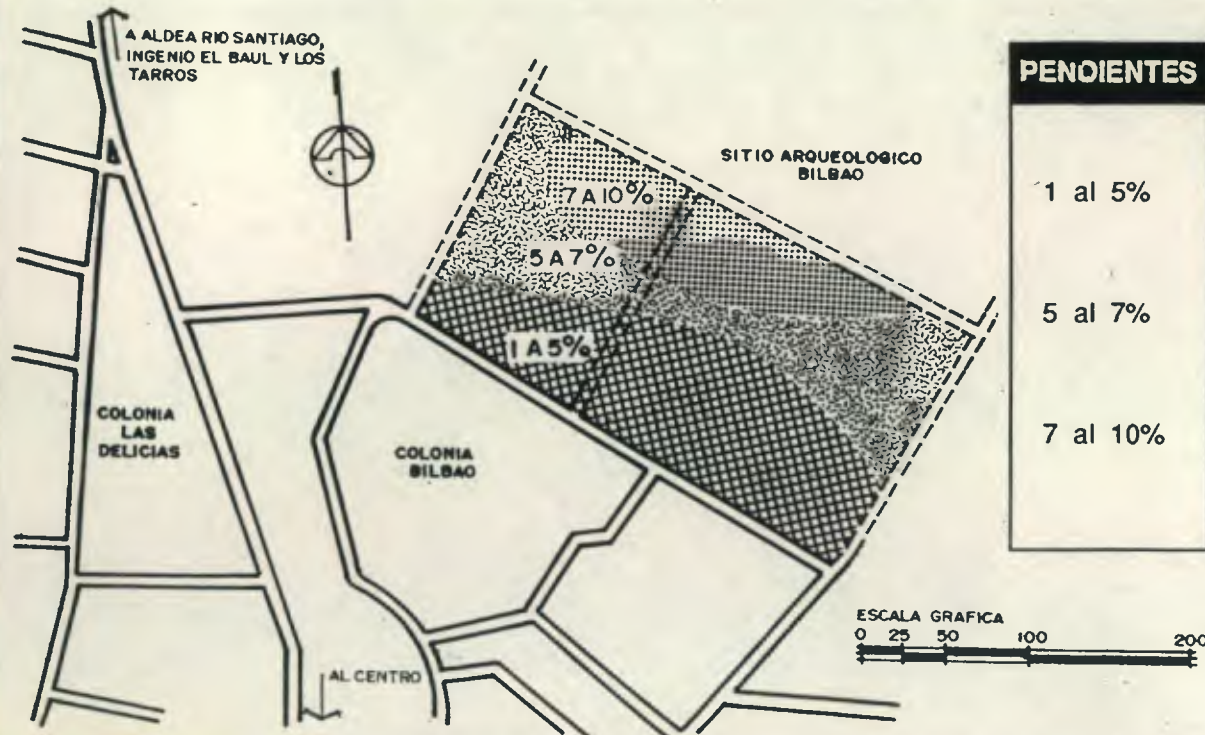 A ALDEA RIO SANTIAGO,
INGENIO EL BAUL Y LOS
TARROS
SITIO ARQUEOLOGICO
BILBAO
7 A 10%
5 A 7%
1 A 5%
COLONIA
LAS
DELICIAS
COLONIA
BILBAO
AL CENTRO
PENDIENTES
1 al 5%
5 al 7%
7 al 10%
ESCALA GRAFICA
0 25 50 100 200